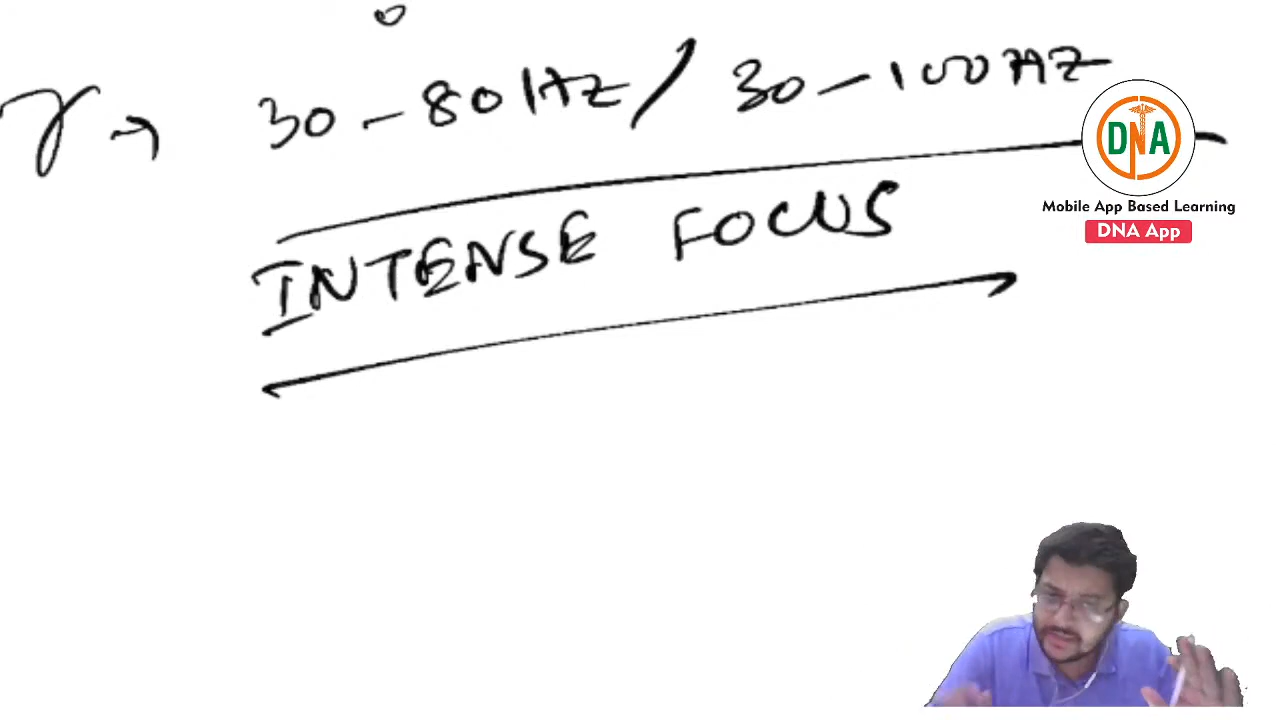 γ → 30 - 80 Hz / 30 - 100 Hz
INTENSE FOCUS
DNA
Mobile App Based Learning
DNA App